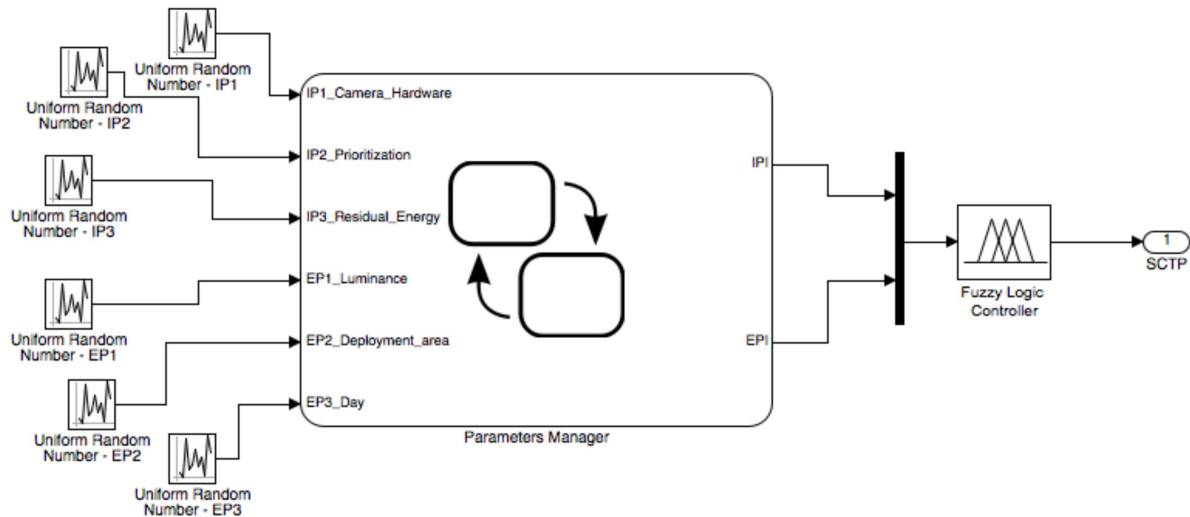 Uniform Random
Number - IP1
Uniform Random
Number - IP2
Uniform Random
Number - IP3
Uniform Random
Number - EP1
Uniform Random
Number - EP2
Uniform Random
Number - EP3
IP1_Camera_Hardware
IP2_Prioritization
IP3_Residual_Energy
EP1_Luminance
EP2_Deployment_area
EP3_Day
IPI
EPI
Parameters Manager
Fuzzy Logic
Controller
1
SCTP